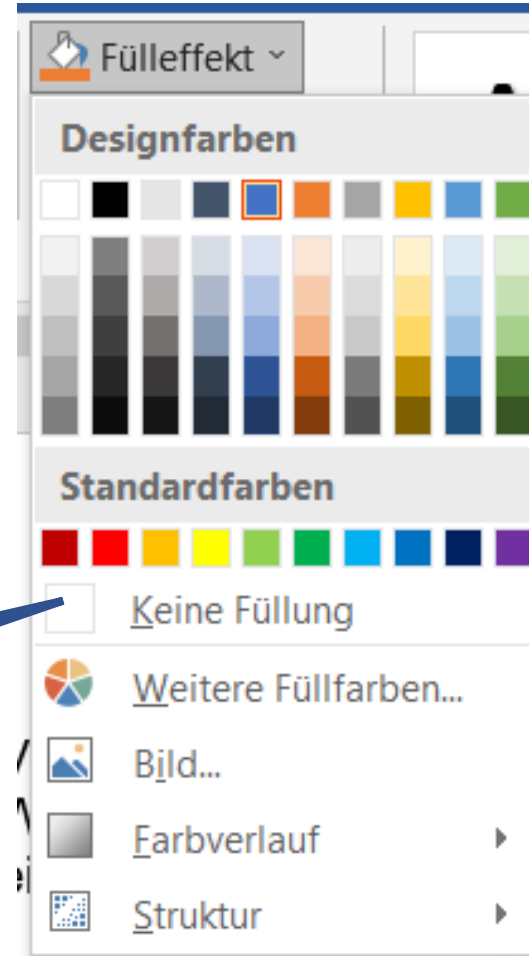 Fülleffekt
Designfarben
Standardfarben
Keine Füllung
Weitere Füllfarben...
Bild...
Farbverlauf
Struktur